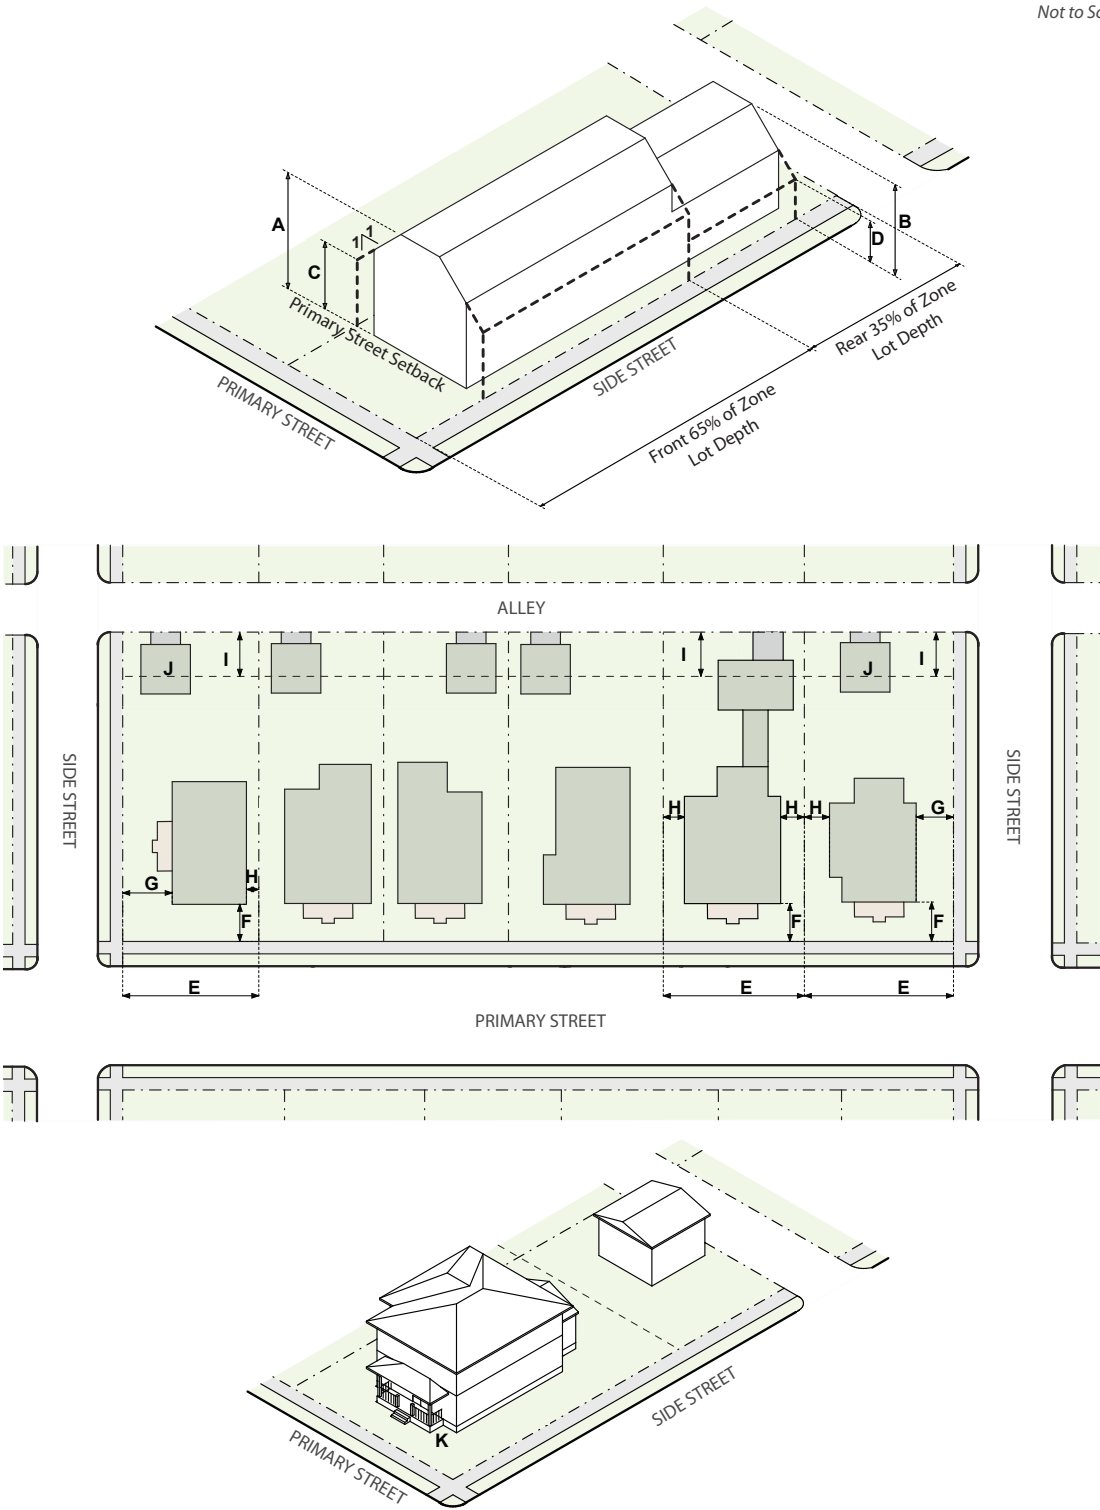 Not to Sc
A
1
1
B
D
C
Primary Street Setback
Rear 35% of Zone
Lot Depth
PRIMARY STREET
SIDE STREET
Front 65% of Zone
Lot Depth
ALLEY
J
I
I
J
I
SIDE STREET
SIDE STREET
H
H
H
G
G
H
F
F
F
E
E
E
PRIMARY STREET
K
SIDE STREET
PRIMARY STREET